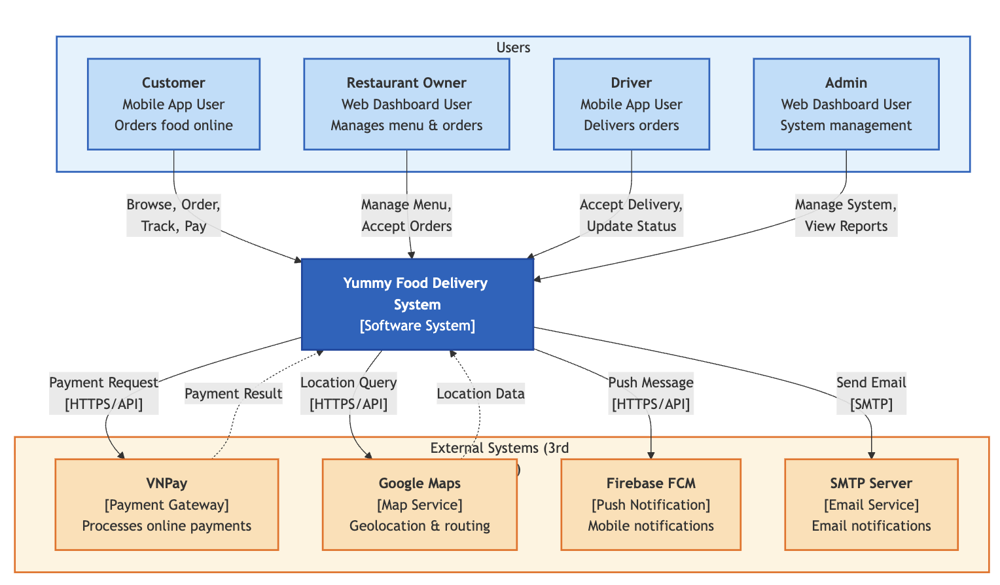 Users
Customer
Mobile App User
Orders food online
Restaurant Owner
Web Dashboard User
Manages menu & orders
Driver
Mobile App User
Delivers orders
Admin
Web Dashboard User
System management
Browse, Order,
Track, Pay
Manage Menu,
Accept Orders
Accept Delivery,
Update Status
Manage System,
View Reports
Yummy Food Delivery
System
[Software System]
Payment Request
[HTTPS/API]
Payment Result
Location Query
[HTTPS/API]
Location Data
Push Message
[HTTPS/API]
Send Email
[SMTP]
External Systems (3rd
)
VNPay
[Payment Gateway]
Processes online payments
Google Maps
[Map Service]
Geolocation & routing
Firebase FCM
[Push Notification]
Mobile notifications
SMTP Server
[Email Service]
Email notifications